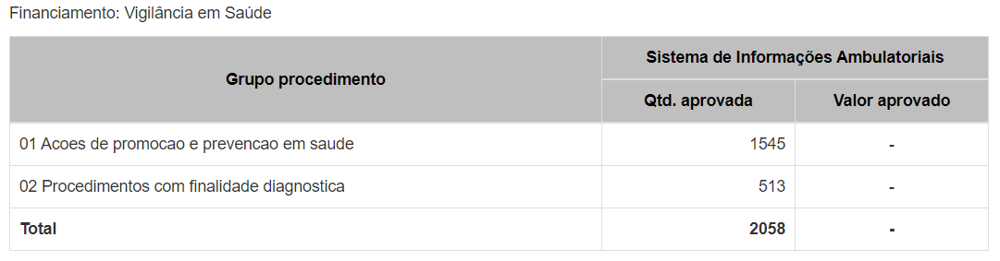 Financiamento: Vigilância em Saúde
Grupo procedimento
Sistema de Informações Ambulatoriais
Qtd. aprovada Valor aprovado
01 Acoes de promocao e prevencao em saude 1545 -
02 Procedimentos com finalidade diagnostica 513 -
Total 2058 -